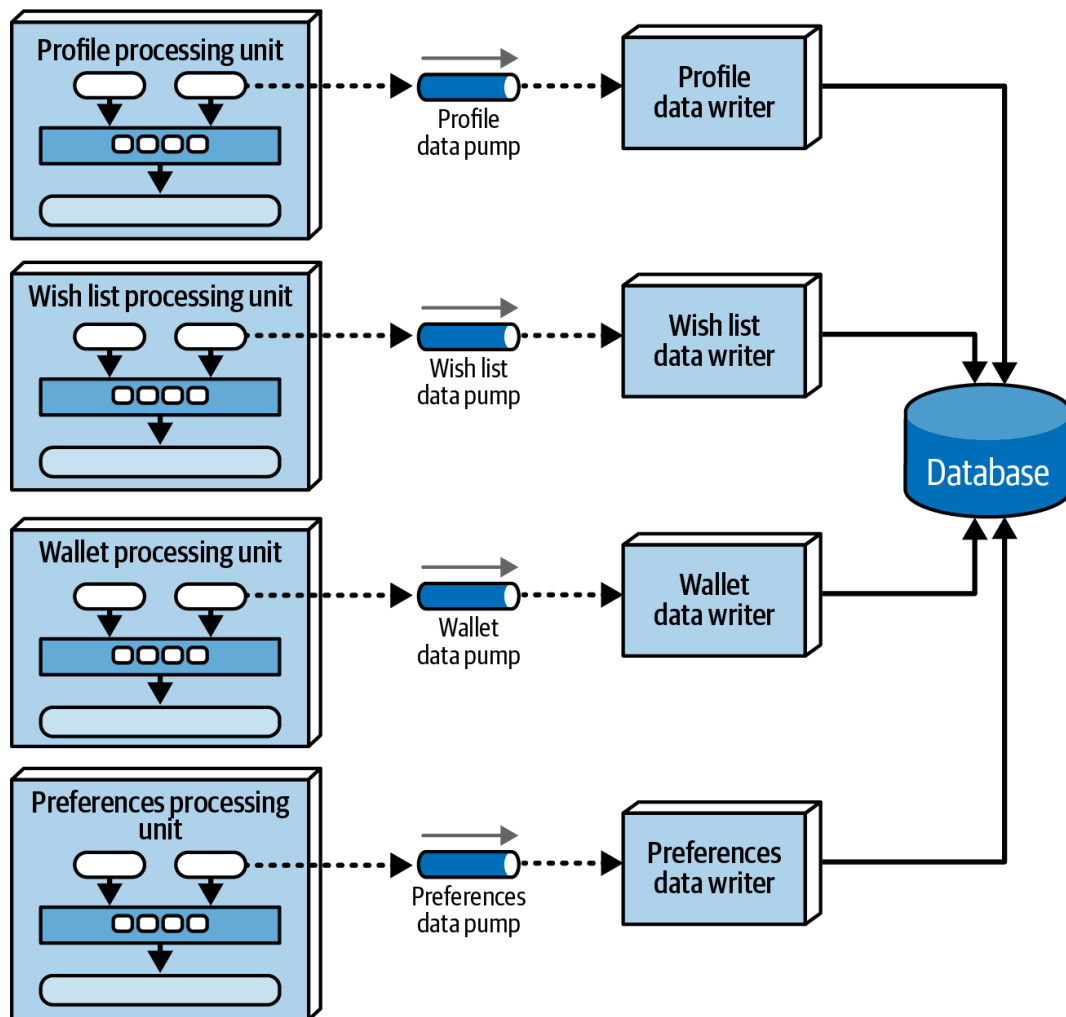 Profile processing unit
Profile
data pump
Profile
data writer
Wish list processing unit
Wish list
data pump
Wish list
data writer
Database
Wallet processing unit
Wallet
data pump
Wallet
data writer
Preferences processing
unit
Preferences
data pump
Preferences
data writer